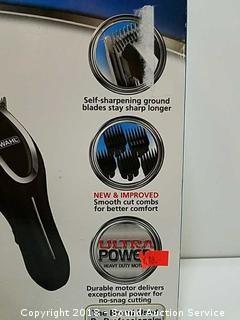 Self-sharpening ground
blades stay sharp longer
WAHL
NEW & IMPROVED
Smooth cut combs
for better comfort
ULTRA
POWER
HEAVY DUTY MOTOR
Durable motor delivers
exceptional power for
no-snag cutting
Copyright 2018 - Bound Auction Service